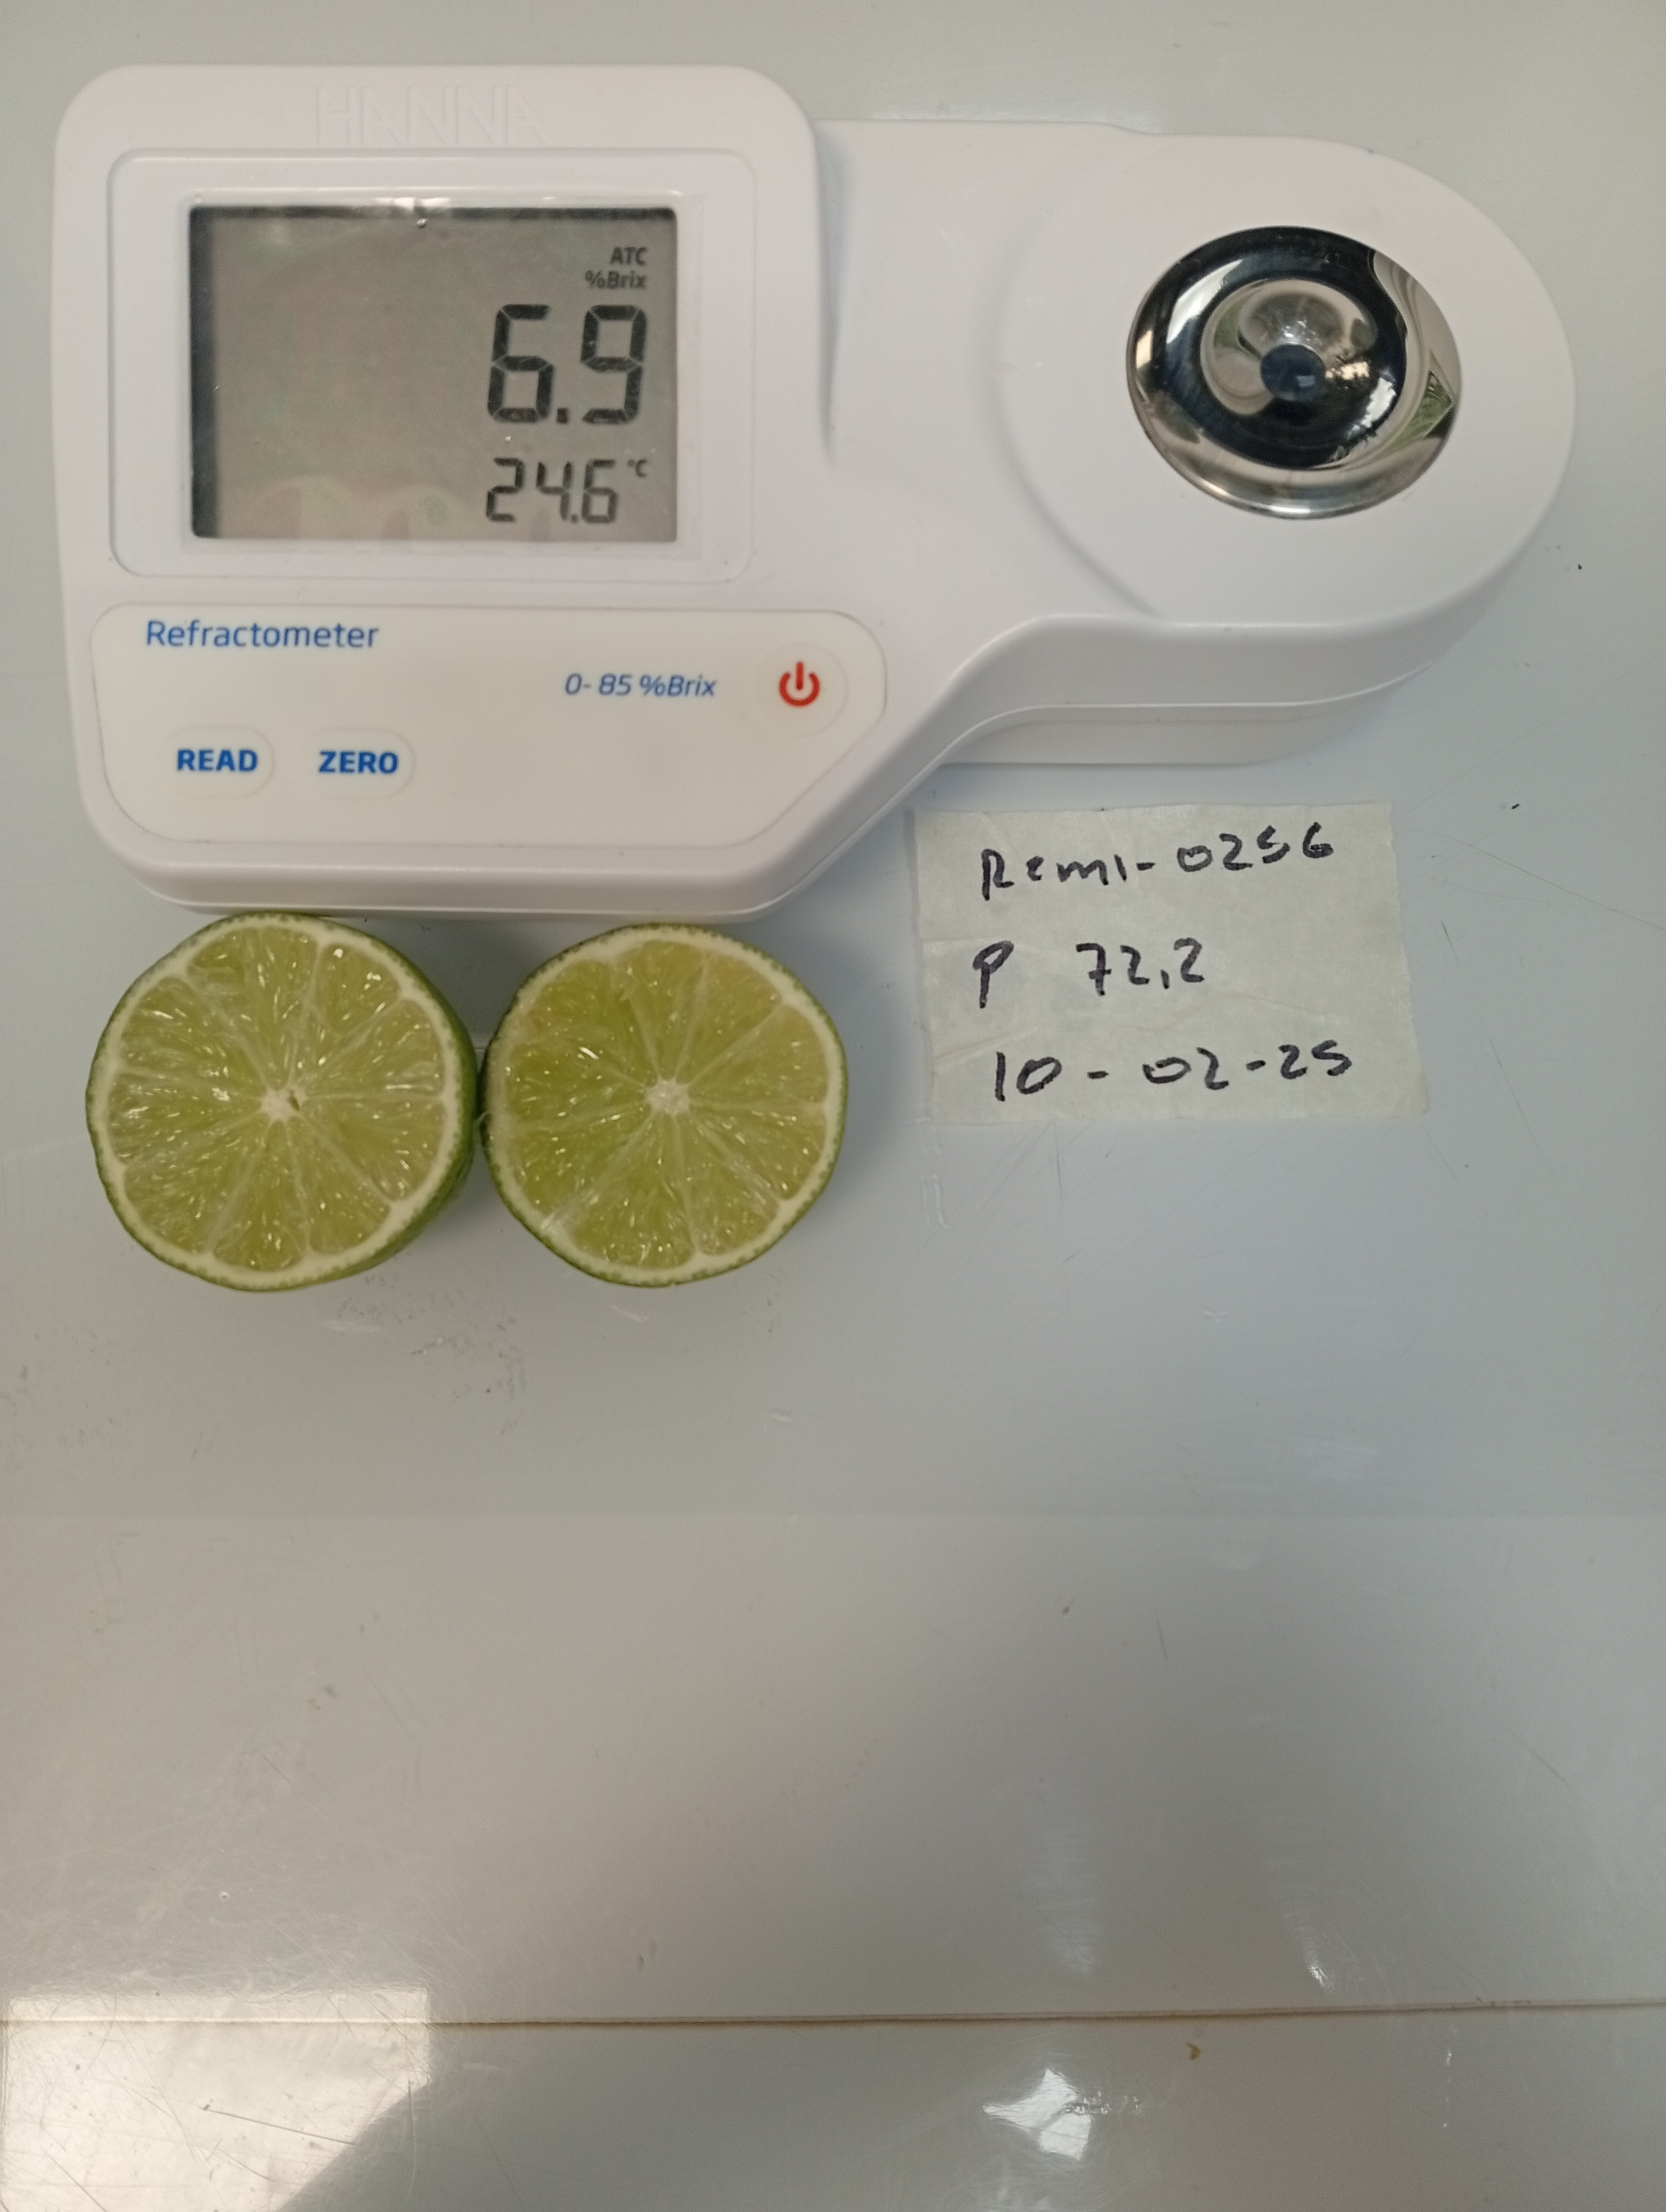 HANNA
ATC
%Brix
6.9
24.6 °C
Refractometer
0-85 %Brix
READ ZERO
Remi-0256
P 72,2
10-02-25